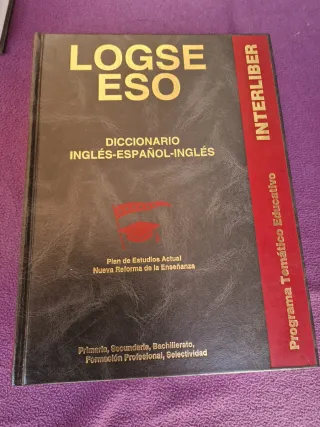 LOGSE
ESO
DICCIONARIO
INGLÉS-ESPAÑOL-INGLÉS
Plan de Estudios Actual
Nueva Reforma de la Enseñanza
Primaria, Secundaria, Bachillerato,
Formación Profesional, Selectividad
INTERLIBER
Programa Temático Educativo